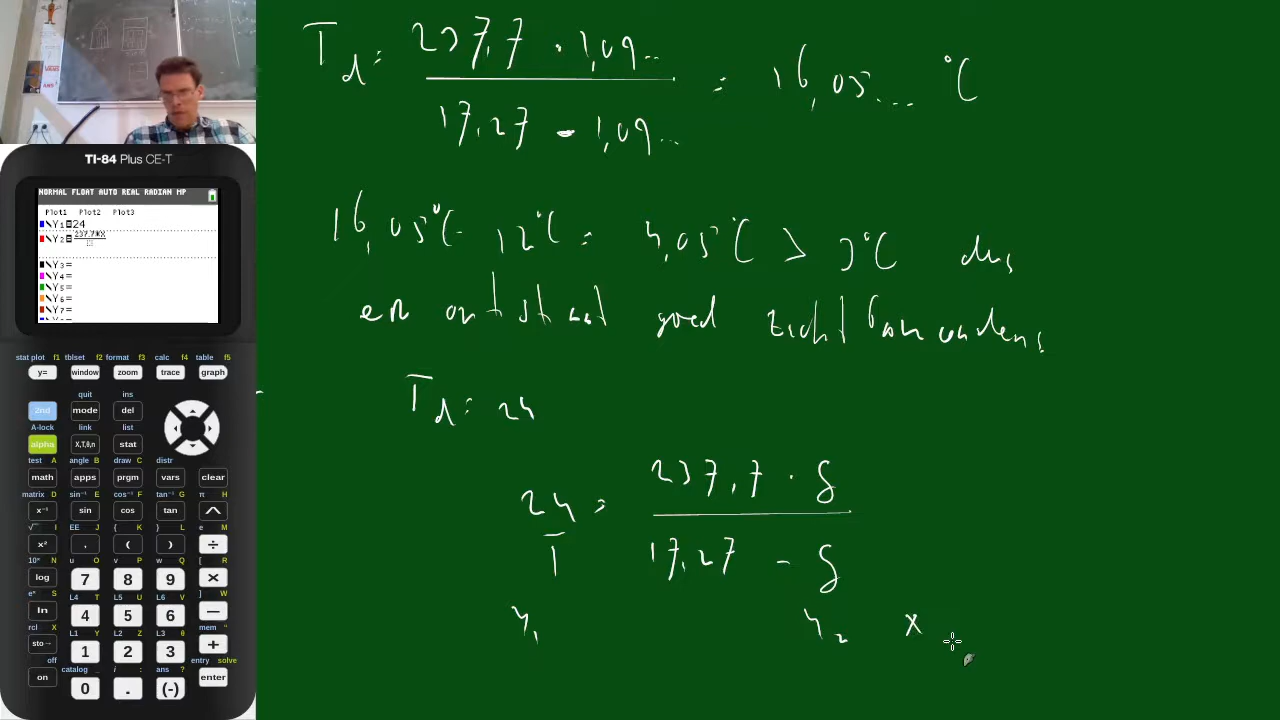 T_d = 237,7 · 1,09.. / 17,27 - 1,09... = 16,05... °C
16,05°C - 12°C = 4,05°C > 3°C dus
er ontstaat goed zichtbaar condens.
T_d = 24
24 = 237,7 · g / 17,27 - g
Y1 Y2 X
TI-84 Plus CE-T
NORMAL FLOAT AUTO REAL RADIAN MP
Plot1 Plot2 Plot3
\Y1=24
\Y2=237.7*X
\Y3=
\Y4=
\Y5=
\Y6=
\Y7=
stat plot f1 tblset f2 format f3 calc f4 table f5
y= window zoom trace graph
quit ins
2nd mode del
A-lock link list
alpha X,T,θ,n stat
test A angle B draw C distr
math apps prgm vars clear
matrix D sin⁻¹ E cos⁻¹ F tan⁻¹ G π H
x⁻¹ sin cos tan ^
√ I EE J { K } L e M
x² , ( ) ÷
10ˣ N u O v P w Q [ R
log 7 8 9 ×
eˣ S L4 T L5 U L6 V ] W
ln 4 5 6 —
rcl X L1 Y L2 Z L3 θ mem "
sto→ 1 2 3 +
off catalog _ i : ans ? entry solve
on 0 . (-) enter